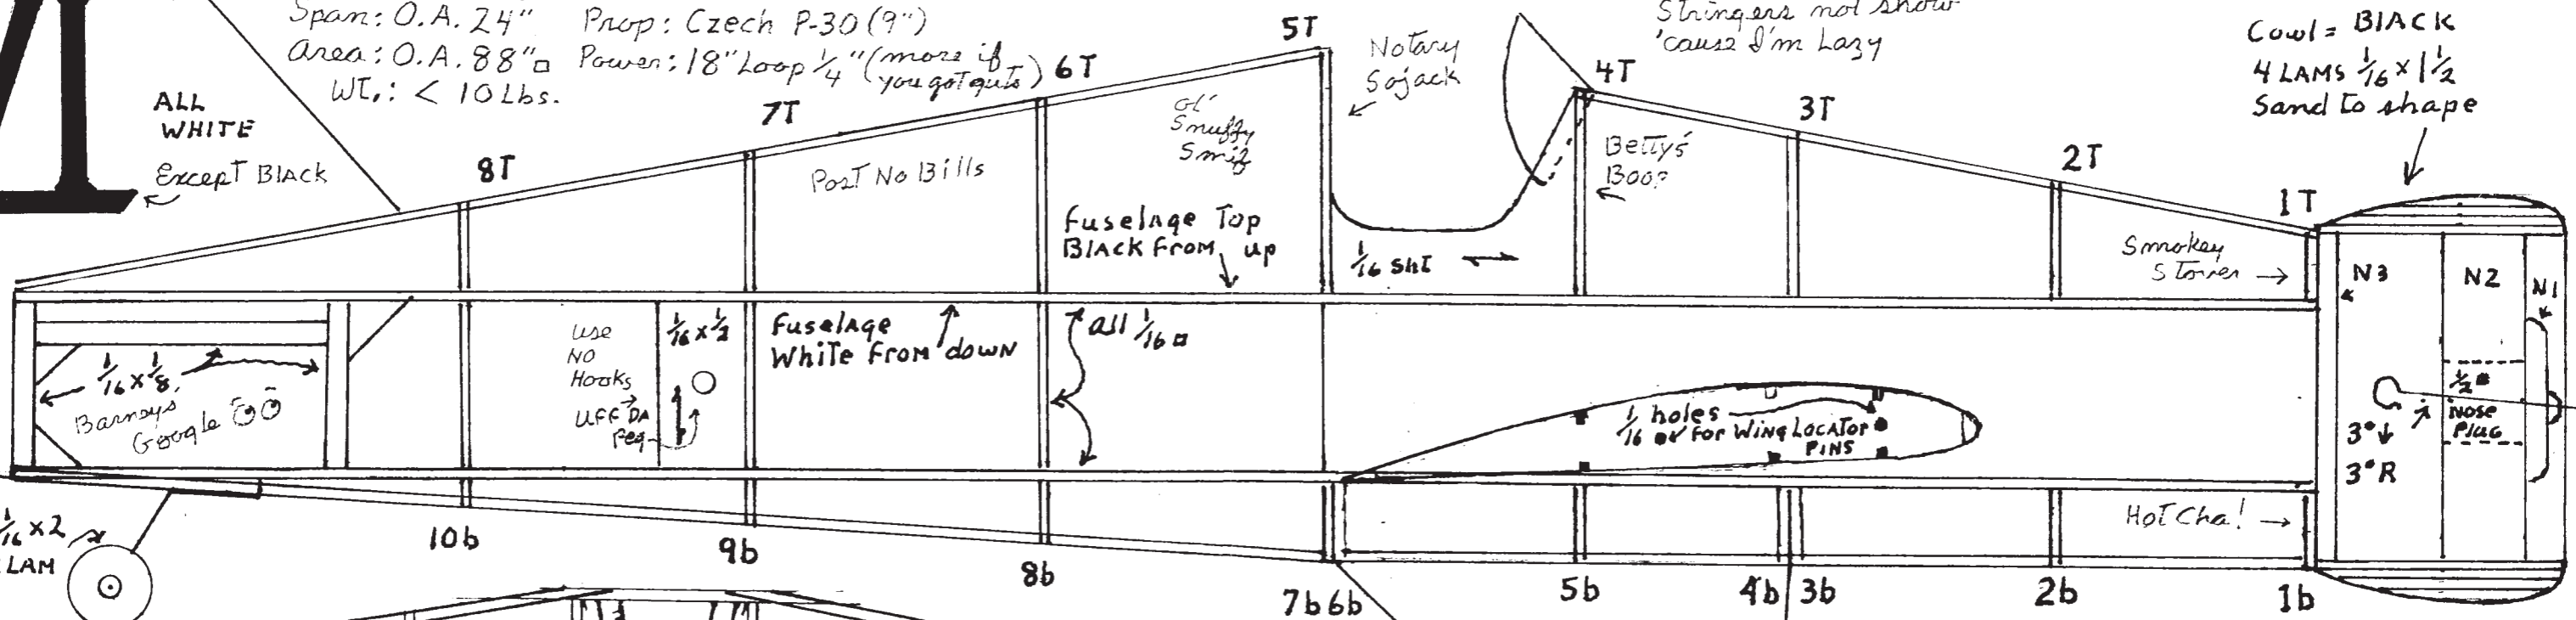 Span: O.A. 24"
Area: O.A. 88"□
WT.: < 10 Lbs.
Prop: Czech P-30 (9")
Power: 18" Loop 1/4" (more if
you got guts)
ALL
WHITE
Except BLACK
Stringers not show
'cause I'm Lazy
Cowl = BLACK
4 LAMS 1/16 x 1 1/2
Sand to shape
8T
7T
6T
5T
4T
3T
2T
1T
Post No Bills
Ol'
Snuffy
Smif
Notary
Sojack
Betty's
Boop
Fuselage Top
BLACK From up
1/16 Sht
Smokey
Stover
N3
N2
N1
1/16 x 1/8
Barneys'
Google
use
NO
Hooks
UFF DA
Peg
1/16 x 1/2
Fuselage
White From down
all 1/16 □
1/16 holes
for WING LOCATOR
PINS
1/2
Nose
PLUG
3° ↓
3° R
Hot Cha!
1/16 x 2
LAM
10b
9b
8b
7b 6b
5b
4b
3b
2b
1b